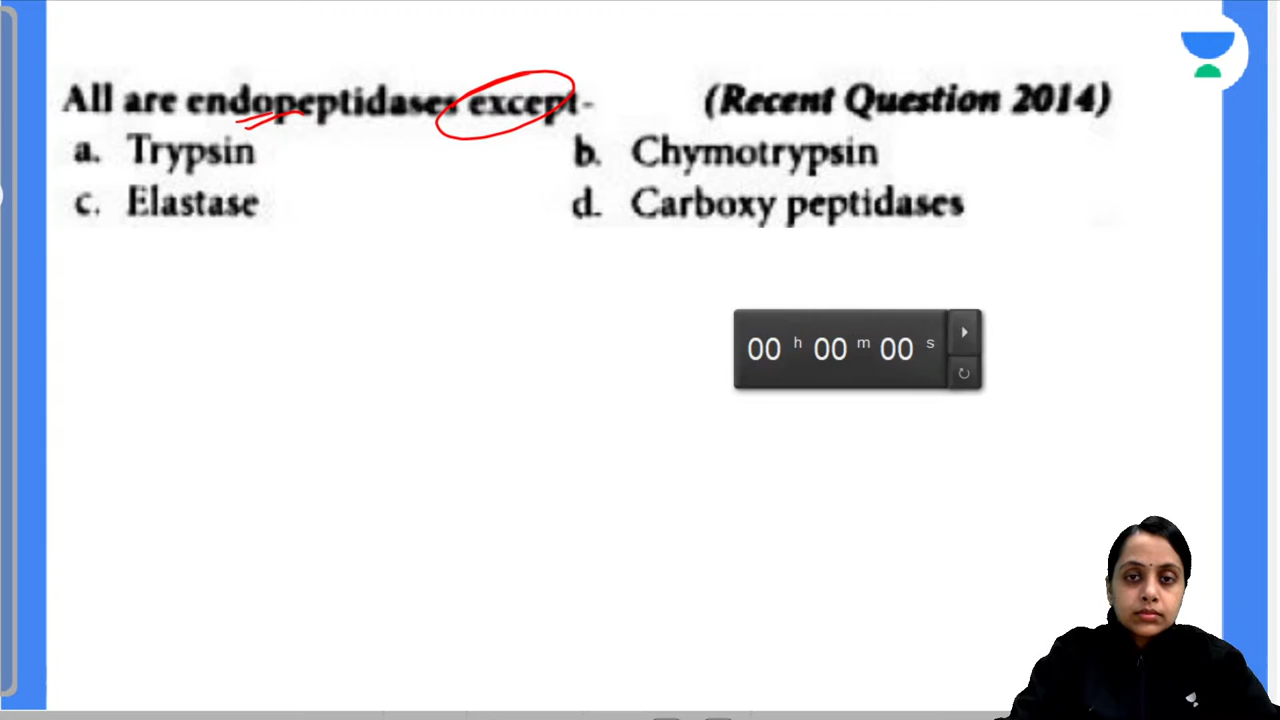 All are endopeptidases except- (Recent Question 2014)
a. Trypsin b. Chymotrypsin
c. Elastase d. Carboxy peptidases
00 h 00 m 00 s